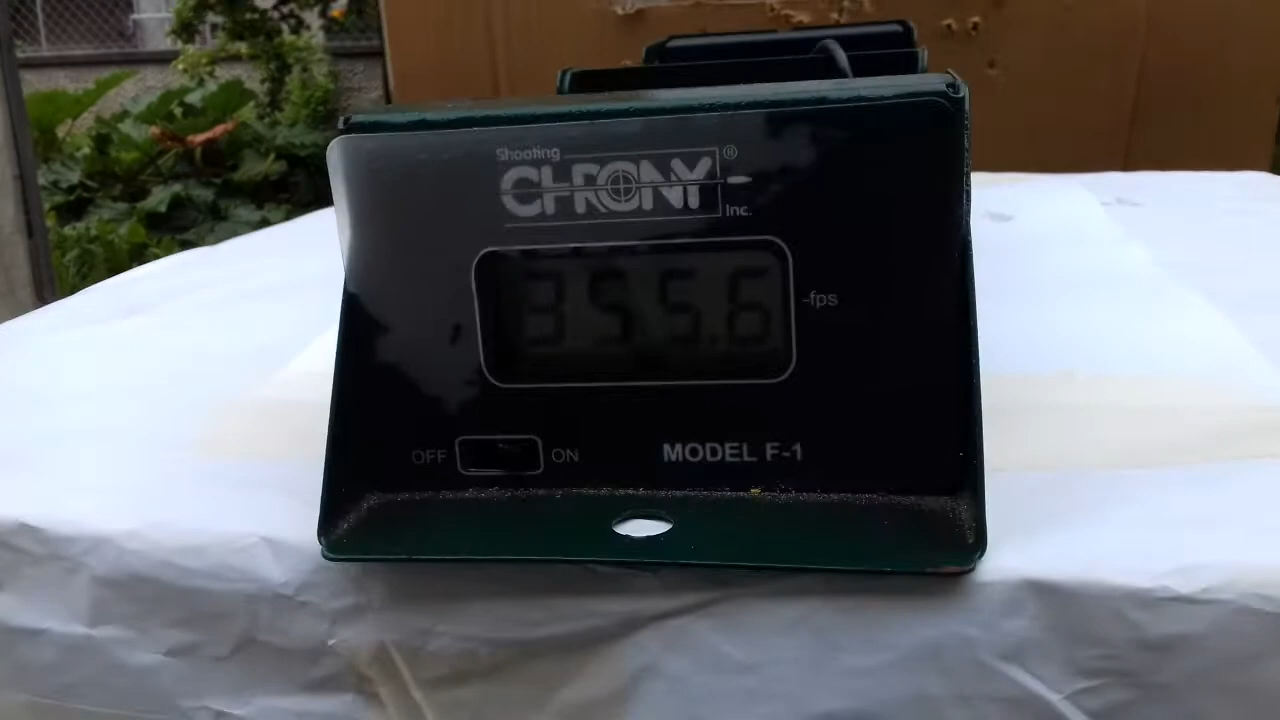 Shooting
CHRONY®
Inc.
355.6
-fps
OFF ON
MODEL F-1